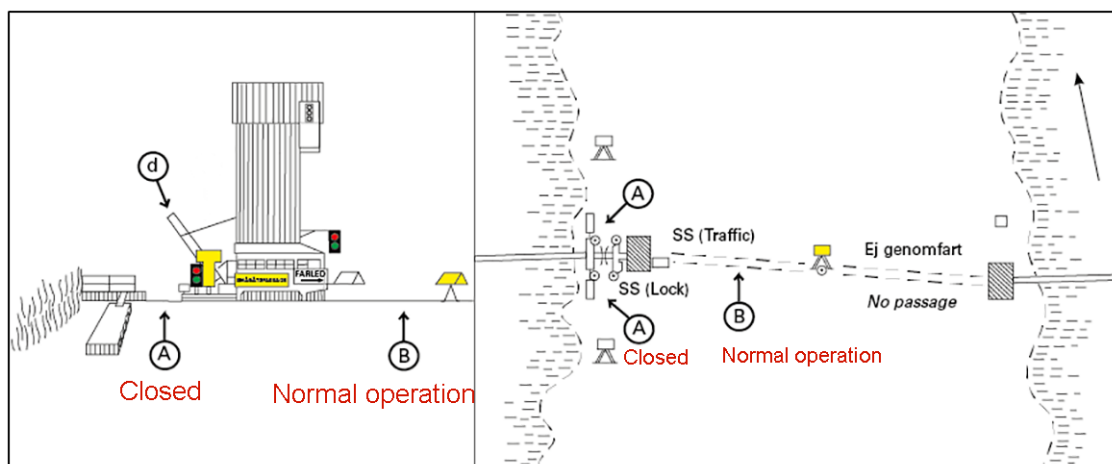 d
FARLED
A
B
Closed
Normal operation
A
SS (Traffic)
Ej genomfart
SS (Lock)
No passage
A
B
Closed
Normal operation